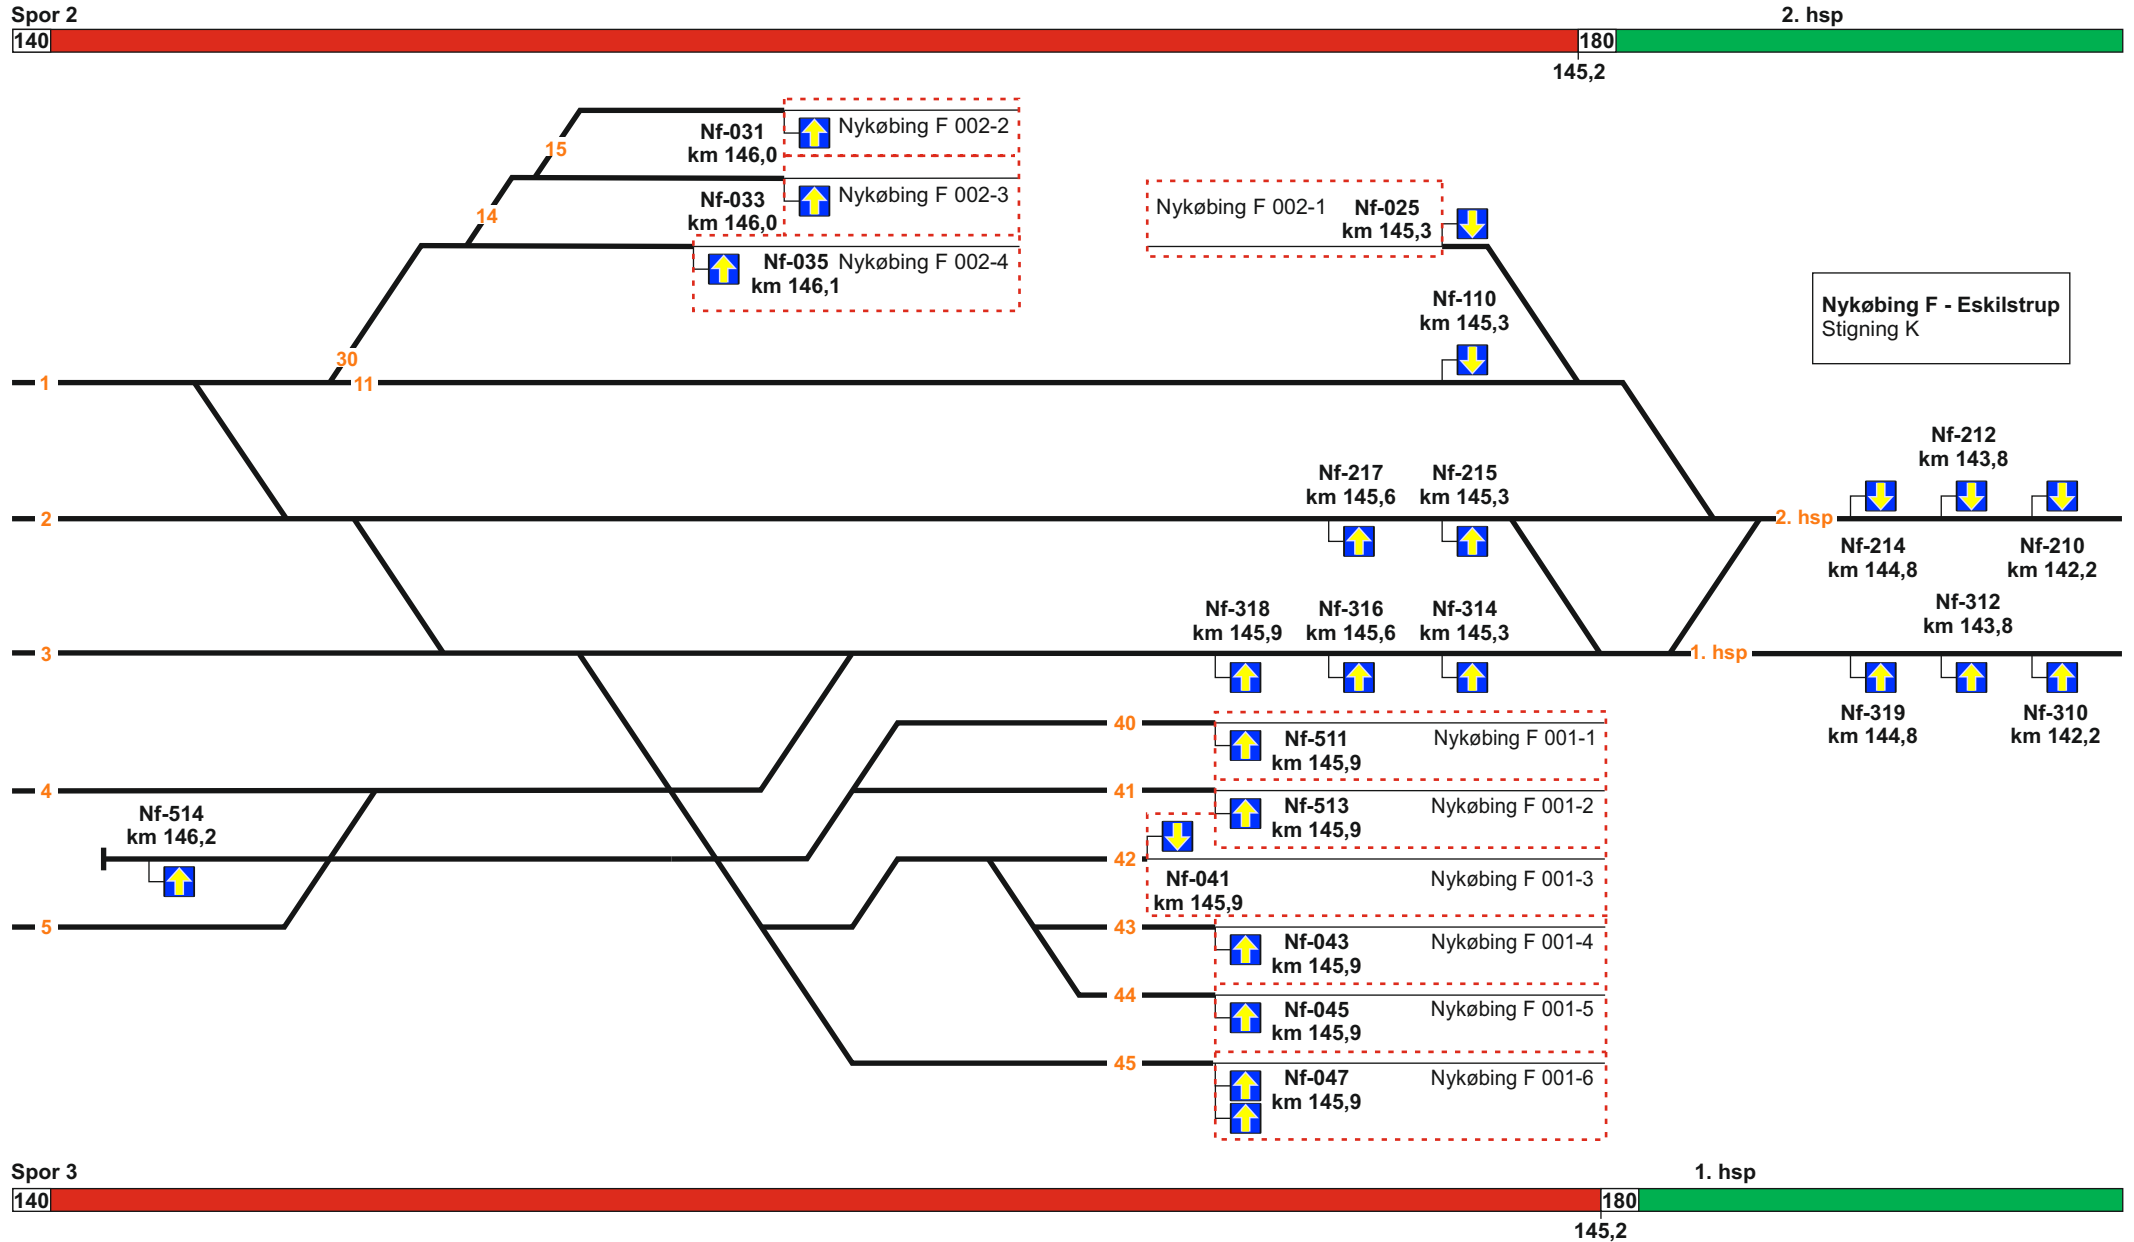 Spor 2
2. hsp
140
180
145,2
Nf-031
km 146,0
Nykøbing F 002-2
15
Nf-033
km 146,0
Nykøbing F 002-3
14
Nykøbing F 002-1
Nf-025
km 145,3
Nf-035
km 146,1
Nykøbing F 002-4
Nf-110
km 145,3
Nykøbing F - Eskilstrup
Stigning K
30
1
11
Nf-212
km 143,8
Nf-217
km 145,6
Nf-215
km 145,3
2
2. hsp
Nf-214
km 144,8
Nf-210
km 142,2
Nf-318
km 145,9
Nf-316
km 145,6
Nf-314
km 145,3
Nf-312
km 143,8
3
1. hsp
Nf-319
km 144,8
Nf-310
km 142,2
40
Nf-511
km 145,9
Nykøbing F 001-1
4
41
Nf-514
km 146,2
Nf-513
km 145,9
Nykøbing F 001-2
42
Nf-041
km 145,9
Nykøbing F 001-3
5
43
Nf-043
km 145,9
Nykøbing F 001-4
44
Nf-045
km 145,9
Nykøbing F 001-5
45
Nf-047
km 145,9
Nykøbing F 001-6
Spor 3
1. hsp
140
180
145,2